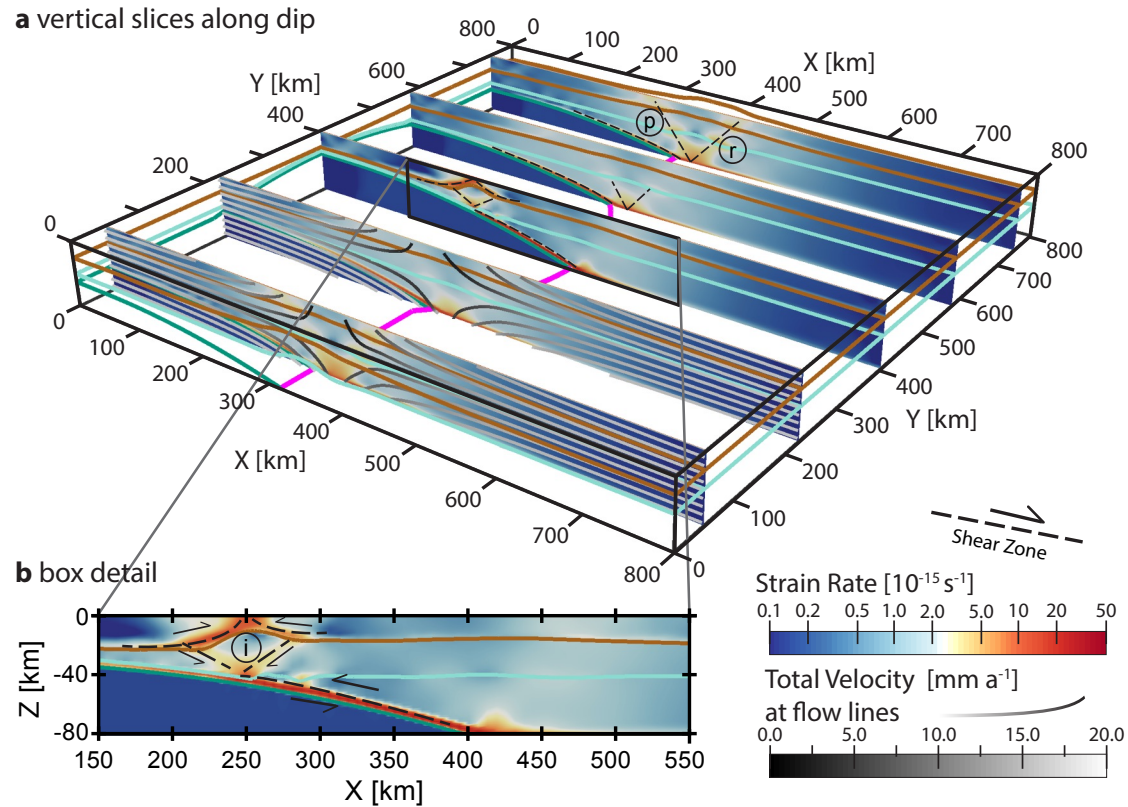 a vertical slices along dip
800
0
100
200
300
X [km]
400
500
600
700
800
Y [km]
600
400
200
0
p
r
0
100
200
300
X [km]
400
500
600
700
800
0
100
200
300
Y [km]
400
500
600
700
800
Shear Zone
b box detail
0
-40
-80
Z [km]
i
150 200 250 300 350 400 450 500 550
X [km]
Strain Rate [10⁻¹⁵ s⁻¹]
0.1 0.2 0.5 1.0 2.0 5.0 10 20 50
Total Velocity [mm a⁻¹]
at flow lines
0.0 5.0 10.0 15.0 20.0